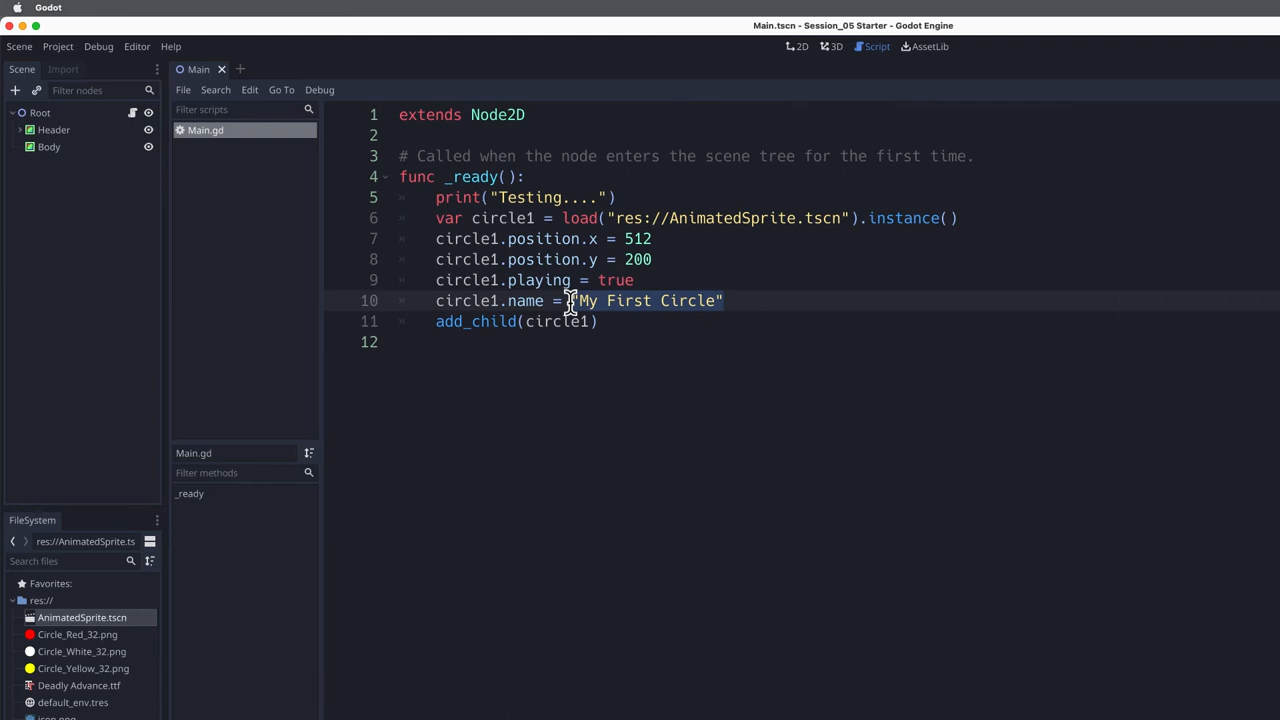 Godot
Main.tscn - Session_05 Starter - Godot Engine
Scene Project Debug Editor Help
2D 3D Script AssetLib
Scene Import
Main
Filter nodes
File Search Edit Go To Debug
Filter scripts
Root
Header
Main.gd
Body
1 extends Node2D
2
3 # Called when the node enters the scene tree for the first time.
4 func _ready():
5 print("Testing....")
6 var circle1 = load("res://AnimatedSprite.tscn").instance()
7 circle1.position.x = 512
8 circle1.position.y = 200
9 circle1.playing = true
10 circle1.name = "My First Circle"
11 add_child(circle1)
12
Main.gd
Filter methods
_ready
FileSystem
res://AnimatedSprite.ts
Search files
Favorites:
res://
AnimatedSprite.tscn
Circle_Red_32.png
Circle_White_32.png
Circle_Yellow_32.png
Deadly Advance.ttf
default_env.tres
icon.png